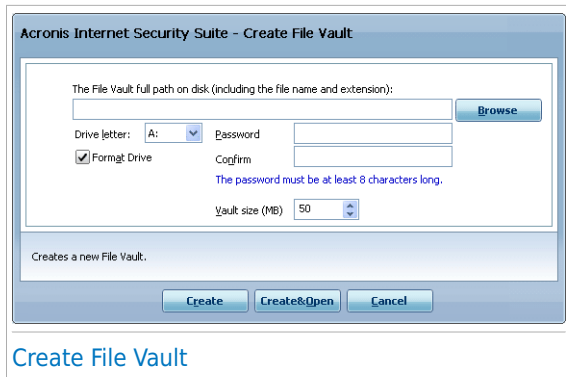 Acronis Internet Security Suite - Create File Vault
The File Vault full path on disk (including the file name and extension):
Browse
Drive letter: A: Password
Format Drive Confirm
The password must be at least 8 characters long.
Vault size (MB) 50
Creates a new File Vault.
Create Create&Open Cancel
Create File Vault